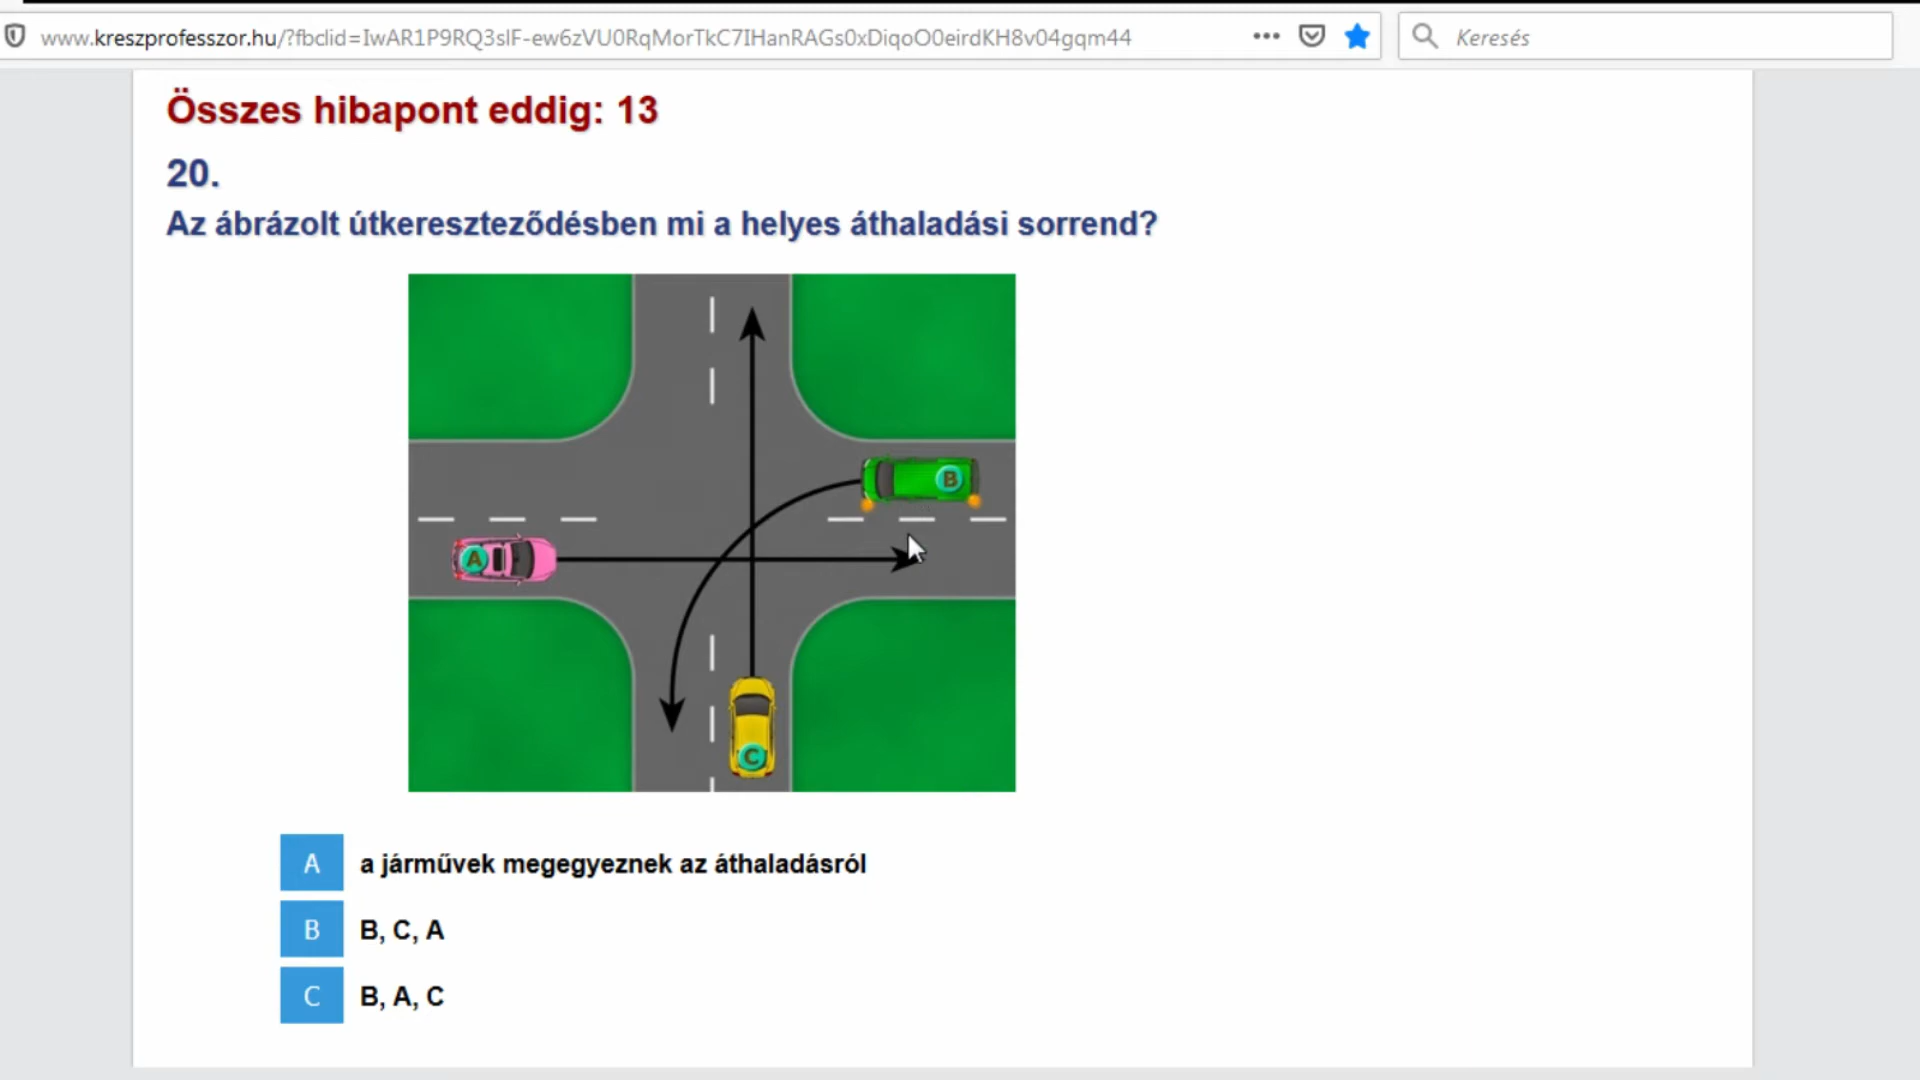 www.kreszprofesszor.hu/?fbclid=IwAR1P9RQ3slF-ew6zVU0RqMorTkC7IHanRAGs0xDiqoO0eirdKH8v04gqm44
Keresés
Összes hibapont eddig: 13
20.
Az ábrázolt útkereszteződésben mi a helyes áthaladási sorrend?
B
A
C
A a járművek megegyeznek az áthaladásról
B B, C, A
C B, A, C